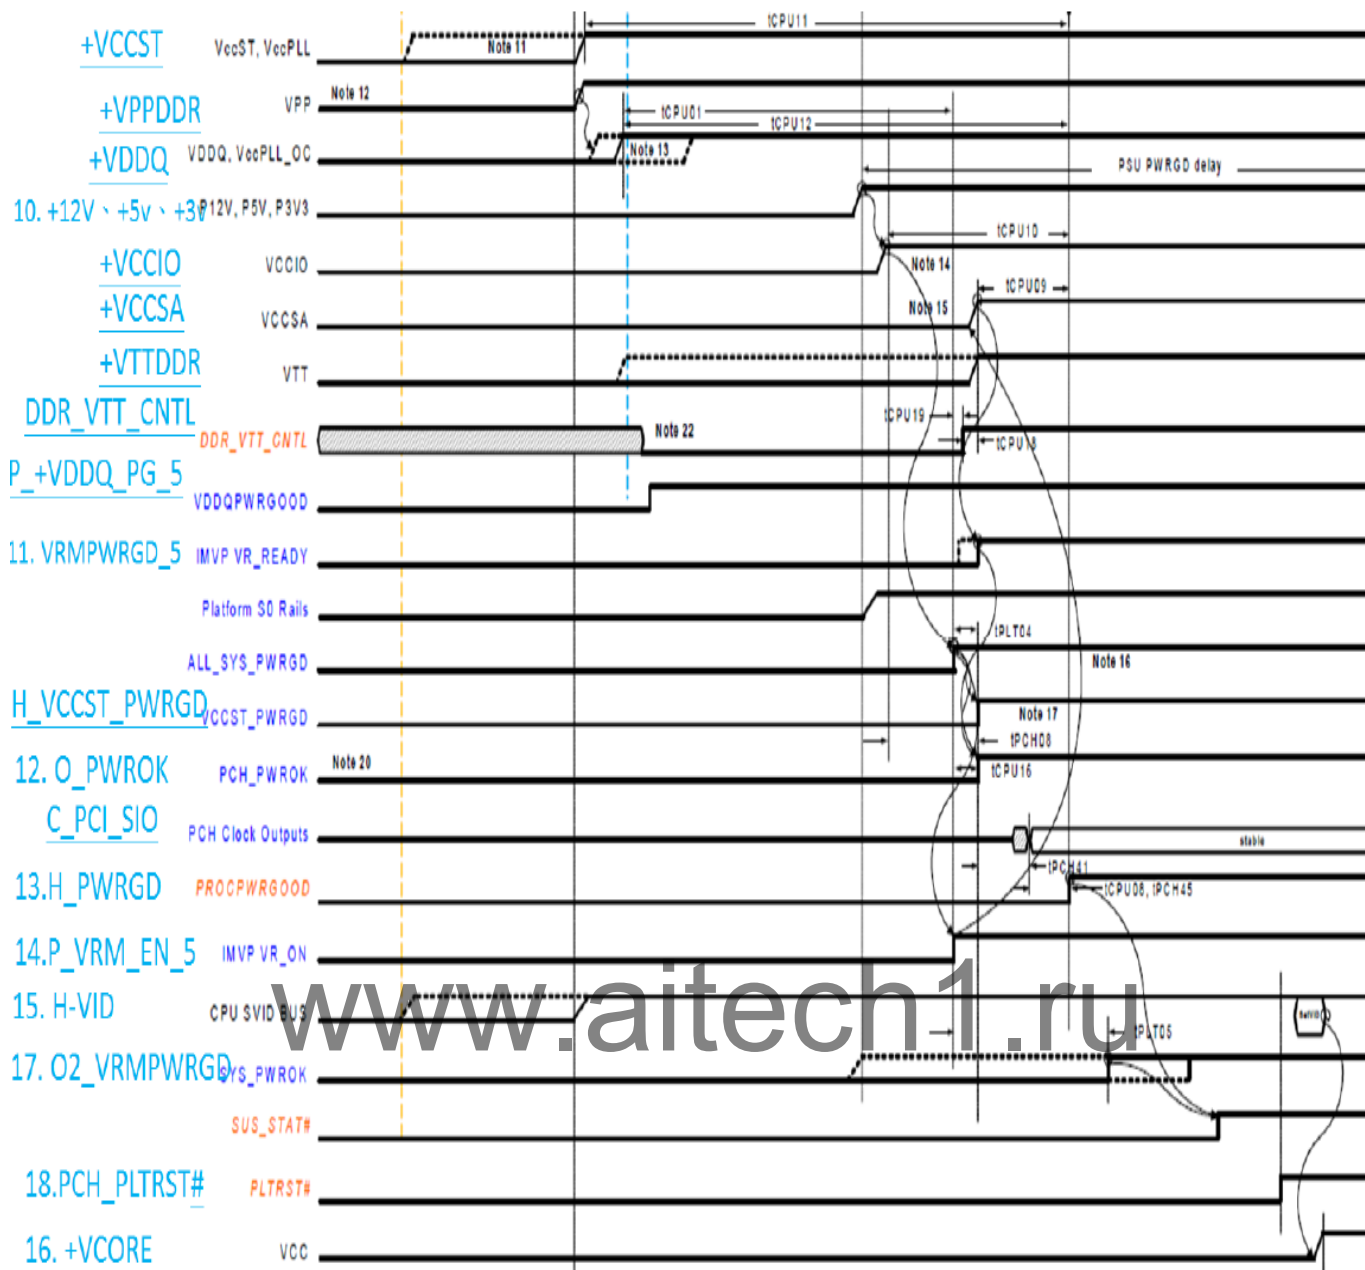 tCPU11
+VCCST VccST, VccPLL Note 11
Note 12
+VPPDDR VPP
tCPU01
tCPU12
+VDDQ VDDQ, VccPLL_OC Note 13
PSU PWRGD delay
10. +12V、+5v、+3v P12V, P5V, P3V3
tCPU10
+VCCIO VCCIO Note 14
tCPU09
+VCCSA VCCSA Note 15
+VTTDDR VTT
DDR_VTT_CNTL DDR_VTT_CNTL Note 22 tCPU19 tCPU18
P_+VDDQ_PG_5 VDDQPWRGOOD
11. VRMPWRGD_5 IMVP VR_READY
Platform S0 Rails
tPLT04
ALL_SYS_PWRGD Note 16
H_VCCST_PWRGD VCCST_PWRGD Note 17
tPCH08
Note 20
12. O_PWROK PCH_PWROK tCPU16
C_PCI_SIO PCH Clock Outputs stable
tPCH41
13.H_PWRGD PROCPWRGOOD tCPU08, tPCH45
14.P_VRM_EN_5 IMVP VR_ON
15. H-VID CPU SVID BUS
www.aitech1.ru
tPLT05
17. O2_VRMPWRGD SYS_PWROK
SUS_STAT#
18.PCH_PLTRST# PLTRST#
16. +VCORE VCC